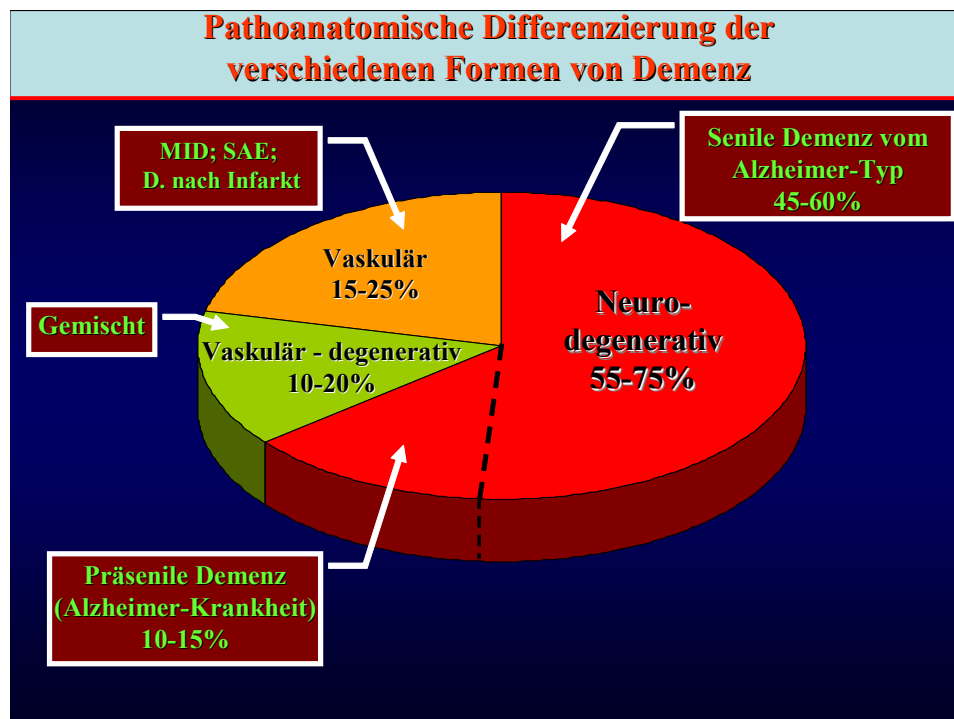 Pathoanatomische Differenzierung der
verschiedenen Formen von Demenz
MID; SAE;
D. nach Infarkt
Senile Demenz vom
Alzheimer-Typ
45-60%
Vaskulär
15-25%
Neuro-
degenerativ
55-75%
Gemischt
Vaskulär - degenerativ
10-20%
Präsenile Demenz
(Alzheimer-Krankheit)
10-15%